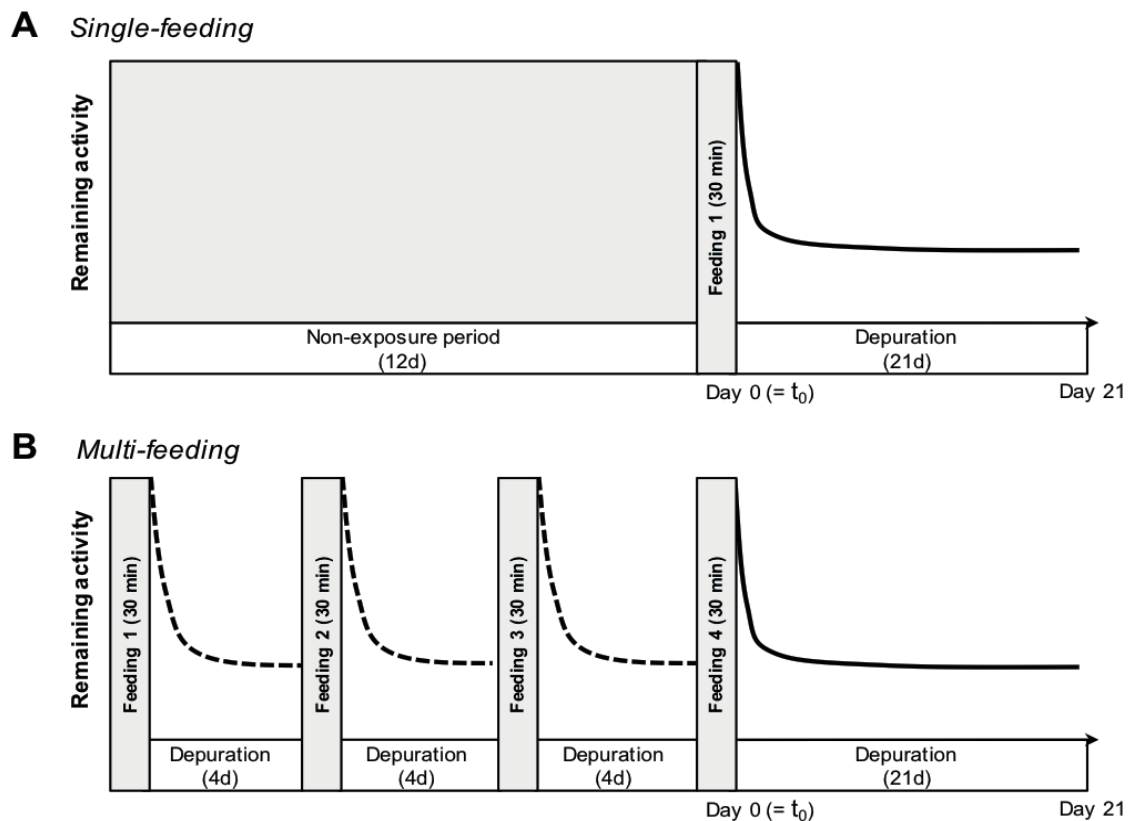 A Single-feeding
Remaining activity
Feeding 1 (30 min)
Non-exposure period
(12d)
Depuration
(21d)
Day 0 (= t₀)
Day 21
B Multi-feeding
Remaining activity
Feeding 1 (30 min)
Feeding 2 (30 min)
Feeding 3 (30 min)
Feeding 4 (30 min)
Depuration
(4d)
Depuration
(4d)
Depuration
(4d)
Depuration
(21d)
Day 0 (= t₀)
Day 21